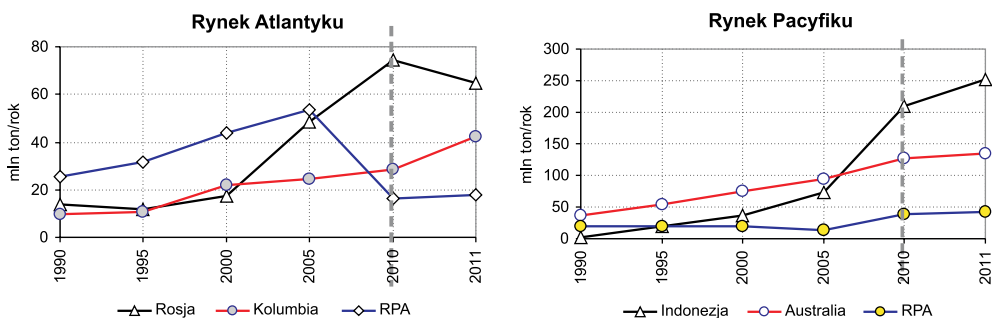 Rynek Atlantyku
mln ton/rok
80
60
40
20
0
1990
1995
2000
2005
2010
2011
Rosja
Kolumbia
RPA
Rynek Pacyfiku
mln ton/rok
300
250
200
150
100
50
0
1990
1995
2000
2005
2010
2011
Indonezja
Australia
RPA